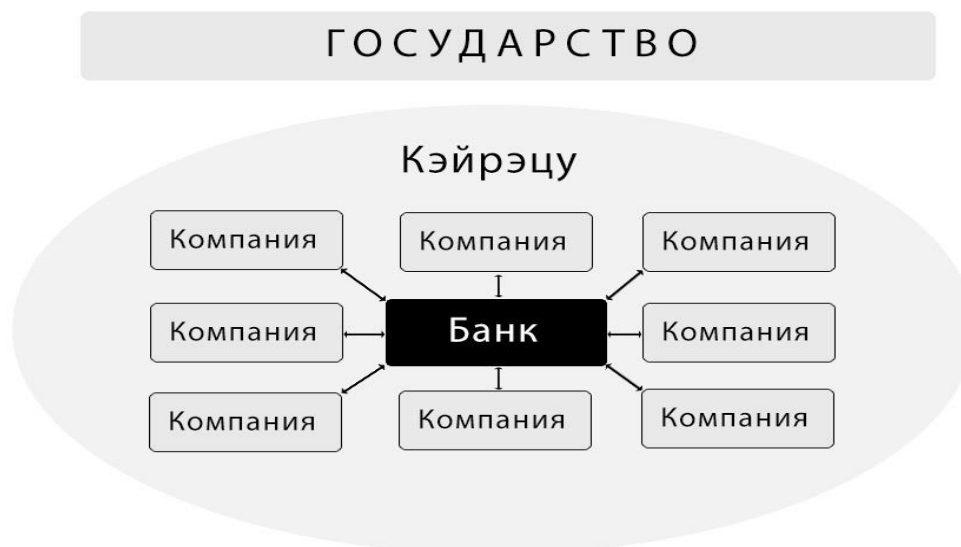 ГОСУДАРСТВО
Кэйрэцу
Компания Компания Компания
Компания Банк Компания
Компания Компания Компания